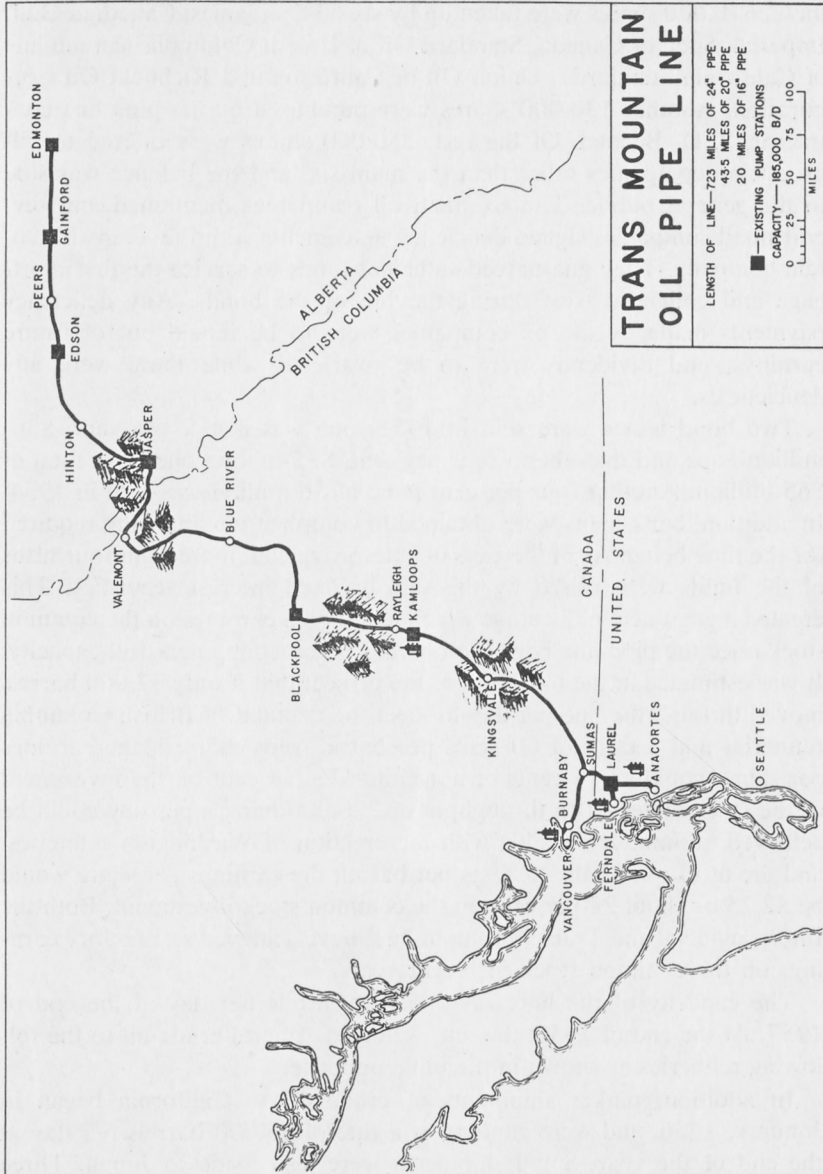 TRANS MOUNTAIN
OIL PIPE LINE
LENGTH OF LINE—723 MILES OF 24" PIPE
43·5 MILES OF 20" PIPE
20 MILES OF 16" PIPE
EXISTING PUMP STATIONS
CAPACITY—185,000 B/D
0 25 50 75 100
MILES
EDMONTON
GAINFORD
PEERS
EDSON
HINTON
JASPER
VALEMONT
ALBERTA
BRITISH COLUMBIA
BLUE RIVER
BLACKPOOL
RAYLEIGH
KAMLOOPS
KINGSVALE
CANADA
UNITED STATES
SUMAS
BURNABY
VANCOUVER
LAUREL
FERNDALE
ANACORTES
SEATTLE